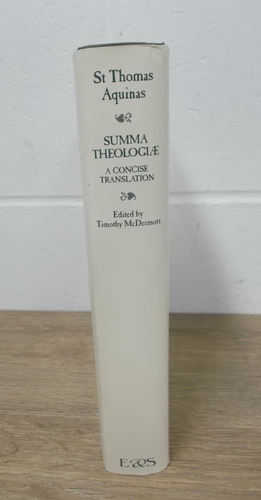 St Thomas
Aquinas
SUMMA
THEOLOGIÆ
A CONCISE
TRANSLATION
Edited by
Timothy McDermott
E&S